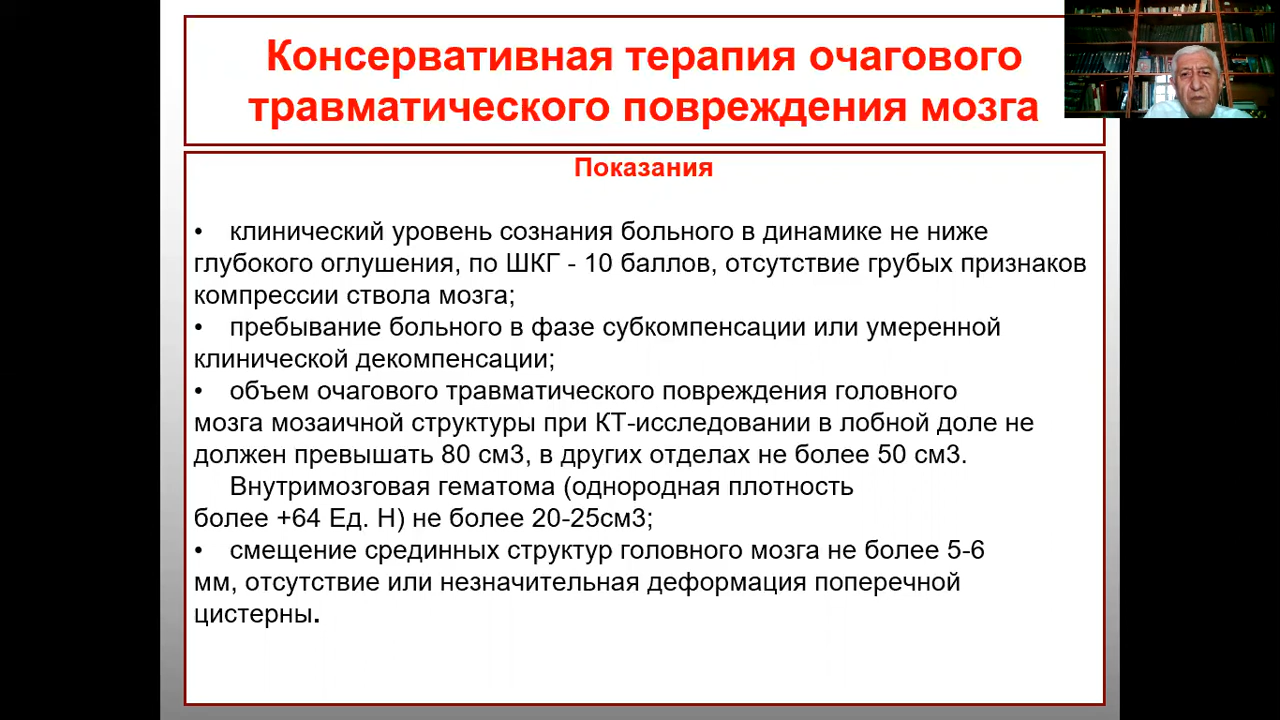 Консервативная терапия очагового
травматического повреждения мозга
Показания
• клинический уровень сознания больного в динамике не ниже
глубокого оглушения, по ШКГ - 10 баллов, отсутствие грубых признаков
компрессии ствола мозга;
• пребывание больного в фазе субкомпенсации или умеренной
клинической декомпенсации;
• объем очагового травматического повреждения головного
мозга мозаичной структуры при КТ-исследовании в лобной доле не
должен превышать 80 см3, в других отделах не более 50 см3.
Внутримозговая гематома (однородная плотность
более +64 Ед. Н) не более 20-25см3;
• смещение срединных структур головного мозга не более 5-6
мм, отсутствие или незначительная деформация поперечной
цистерны.